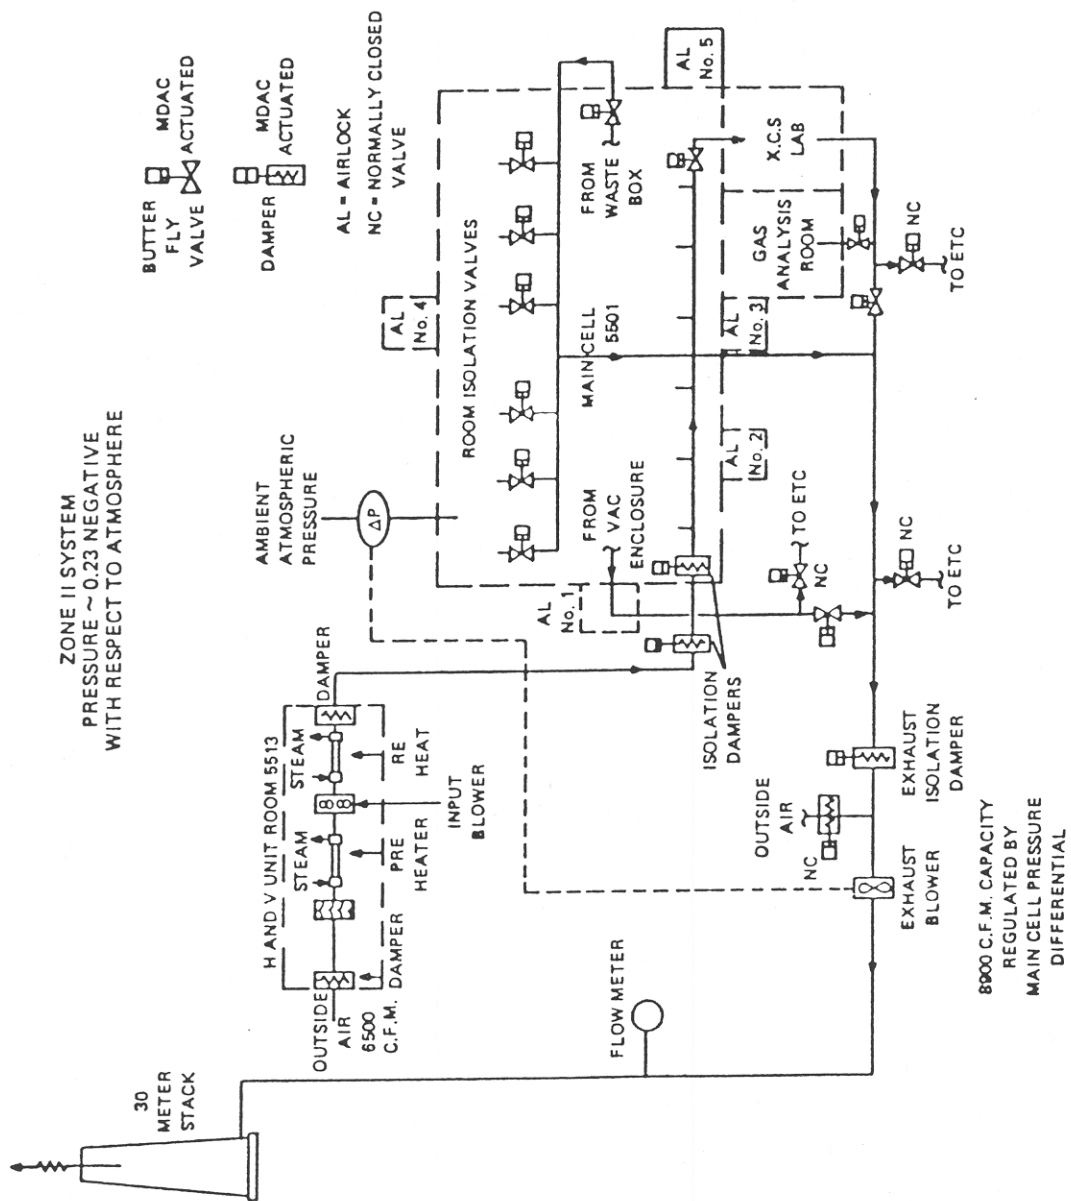 ZONE II SYSTEM
PRESSURE ~ 0.23 NEGATIVE
WITH RESPECT TO ATMOSPHERE
BUTTER
FLY
VALVE
MDAC
ACTUATED
DAMPER
MDAC
ACTUATED
AL = AIRLOCK
NC = NORMALLY CLOSED
VALVE
30
METER
STACK
H AND V UNIT ROOM 5513
OUTSIDE
AIR
6500
C.F.M.
DAMPER
STEAM
PRE
HEATER
INPUT
BLOWER
STEAM
RE
HEAT
DAMPER
AMBIENT
ATMOSPHERIC
PRESSURE
ΔP
AL
No. 4
ROOM ISOLATION VALVES
MAIN CELL
5501
FROM
WASTE
BOX
AL
No. 5
AL
No. 1
FROM
VAC
ENCLOSURE
AL
No. 2
AL
No. 3
GAS
ANALYSIS
ROOM
X.C.S
LAB
ISOLATION
DAMPERS
TO ETC
NC
NC
TO ETC
NC
TO ETC
FLOW METER
EXHAUST
BLOWER
OUTSIDE
AIR
NC
EXHAUST
ISOLATION
DAMPER
8900 C.F.M. CAPACITY
REGULATED BY
MAIN CELL PRESSURE
DIFFERENTIAL